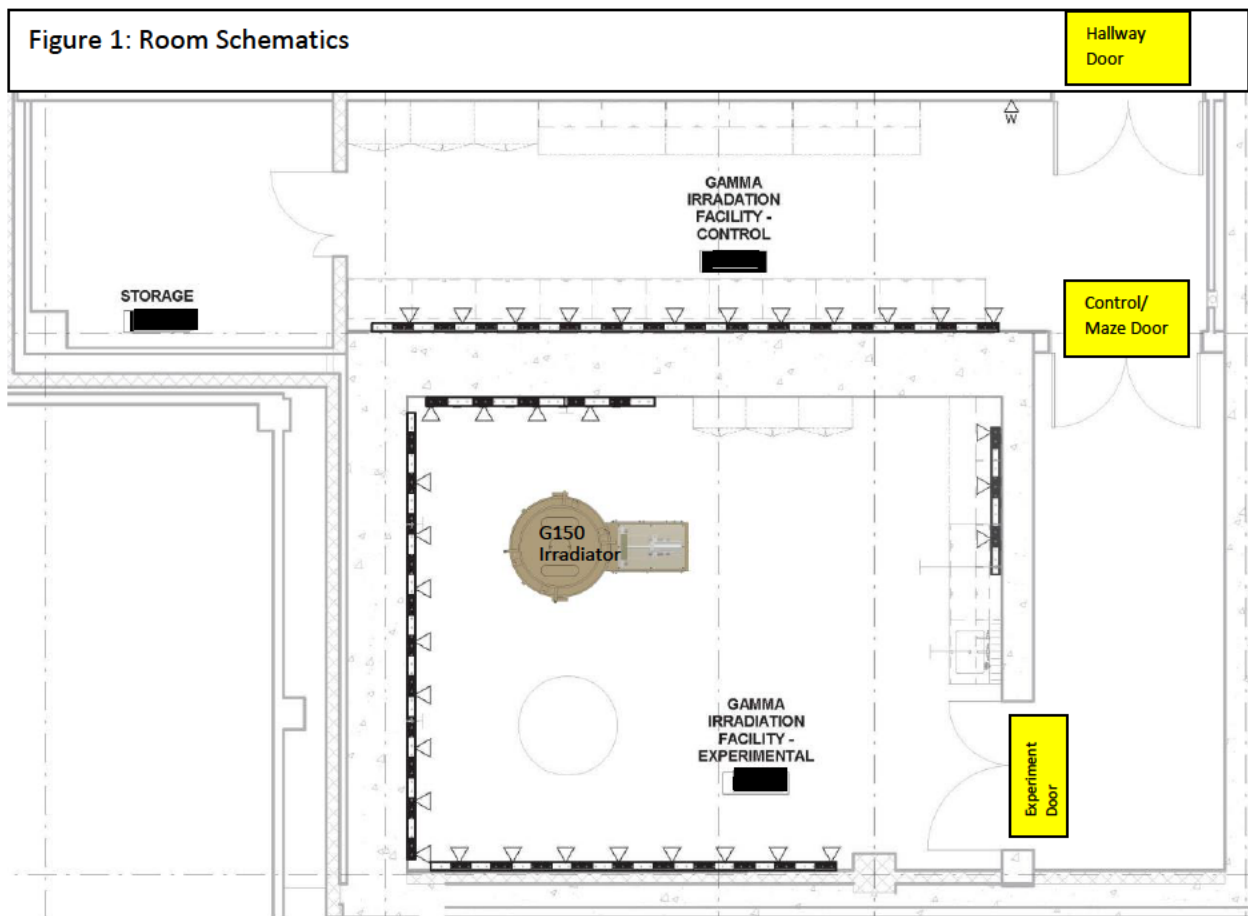 Figure 1: Room Schematics
Hallway
Door
W
GAMMA
IRRADATION
FACILITY -
CONTROL
STORAGE
Control/
Maze Door
G150
Irradiator
GAMMA
IRRADIATION
FACILITY -
EXPERIMENTAL
Experiment
Door